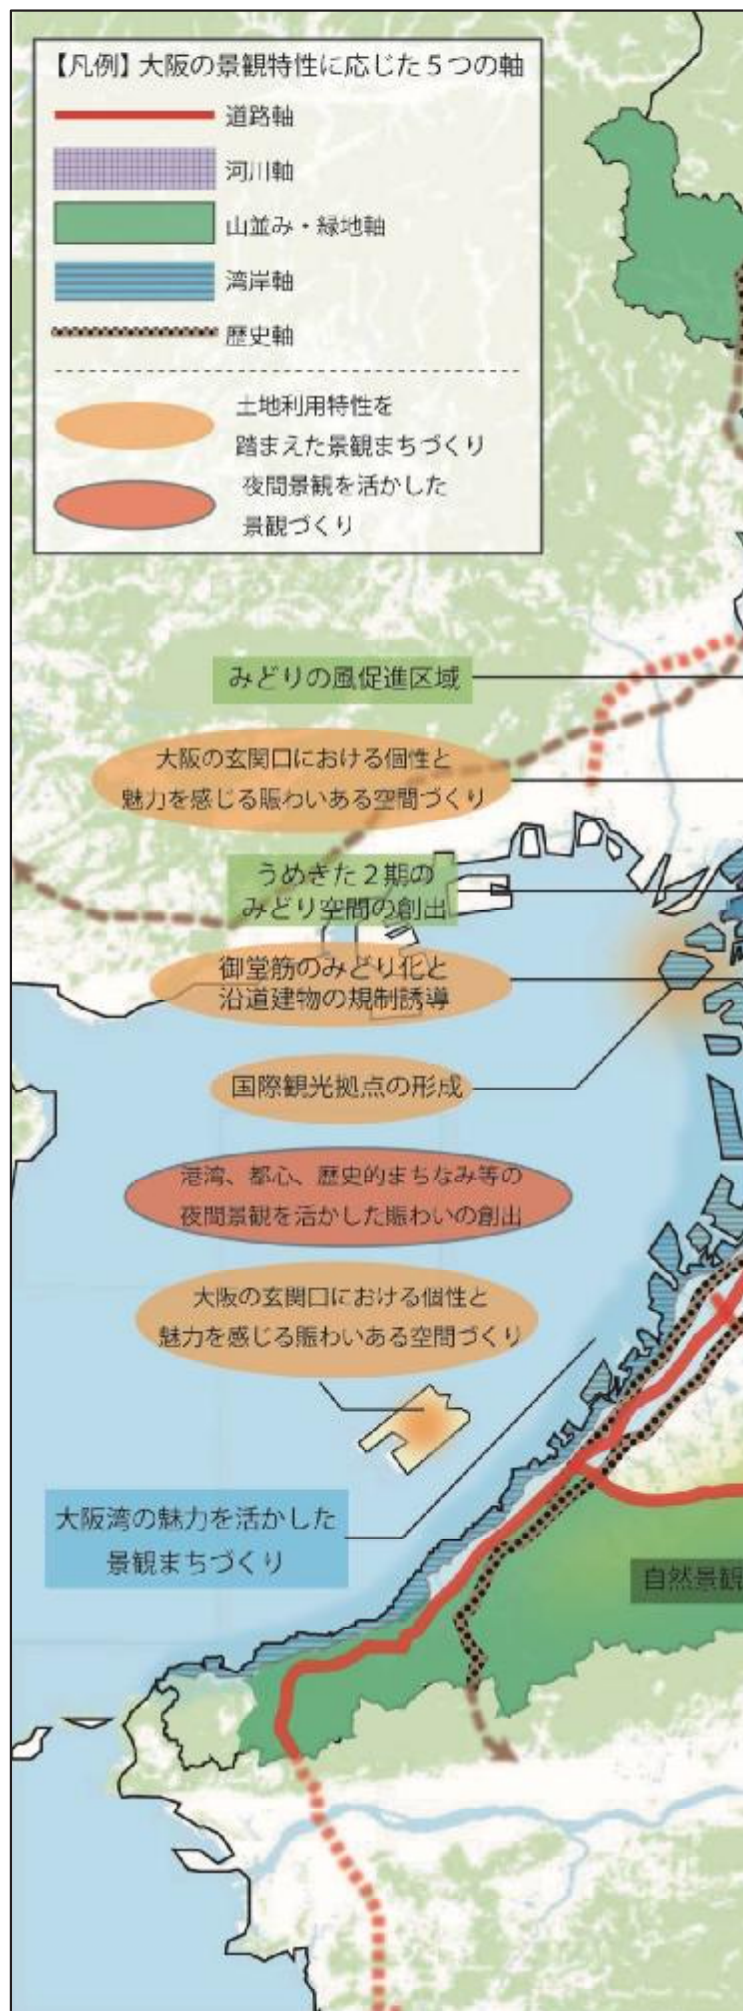 【凡例】大阪の景観特性に応じた5つの軸
道路軸
河川軸
山並み・緑地軸
湾岸軸
歴史軸
土地利用特性を
踏まえた景観まちづくり
夜間景観を活かした
景観づくり
みどりの風促進区域
大阪の玄関口における個性と
魅力を感じる賑わいある空間づくり
うめきた2期の
みどり空間の創出
御堂筋のみどり化と
沿道建物の規制誘導
国際観光拠点の形成
港湾、都心、歴史的まちなみ等の
夜間景観を活かした賑わいの創出
大阪の玄関口における個性と
魅力を感じる賑わいある空間づくり
大阪湾の魅力を活かした
景観まちづくり
自然景観